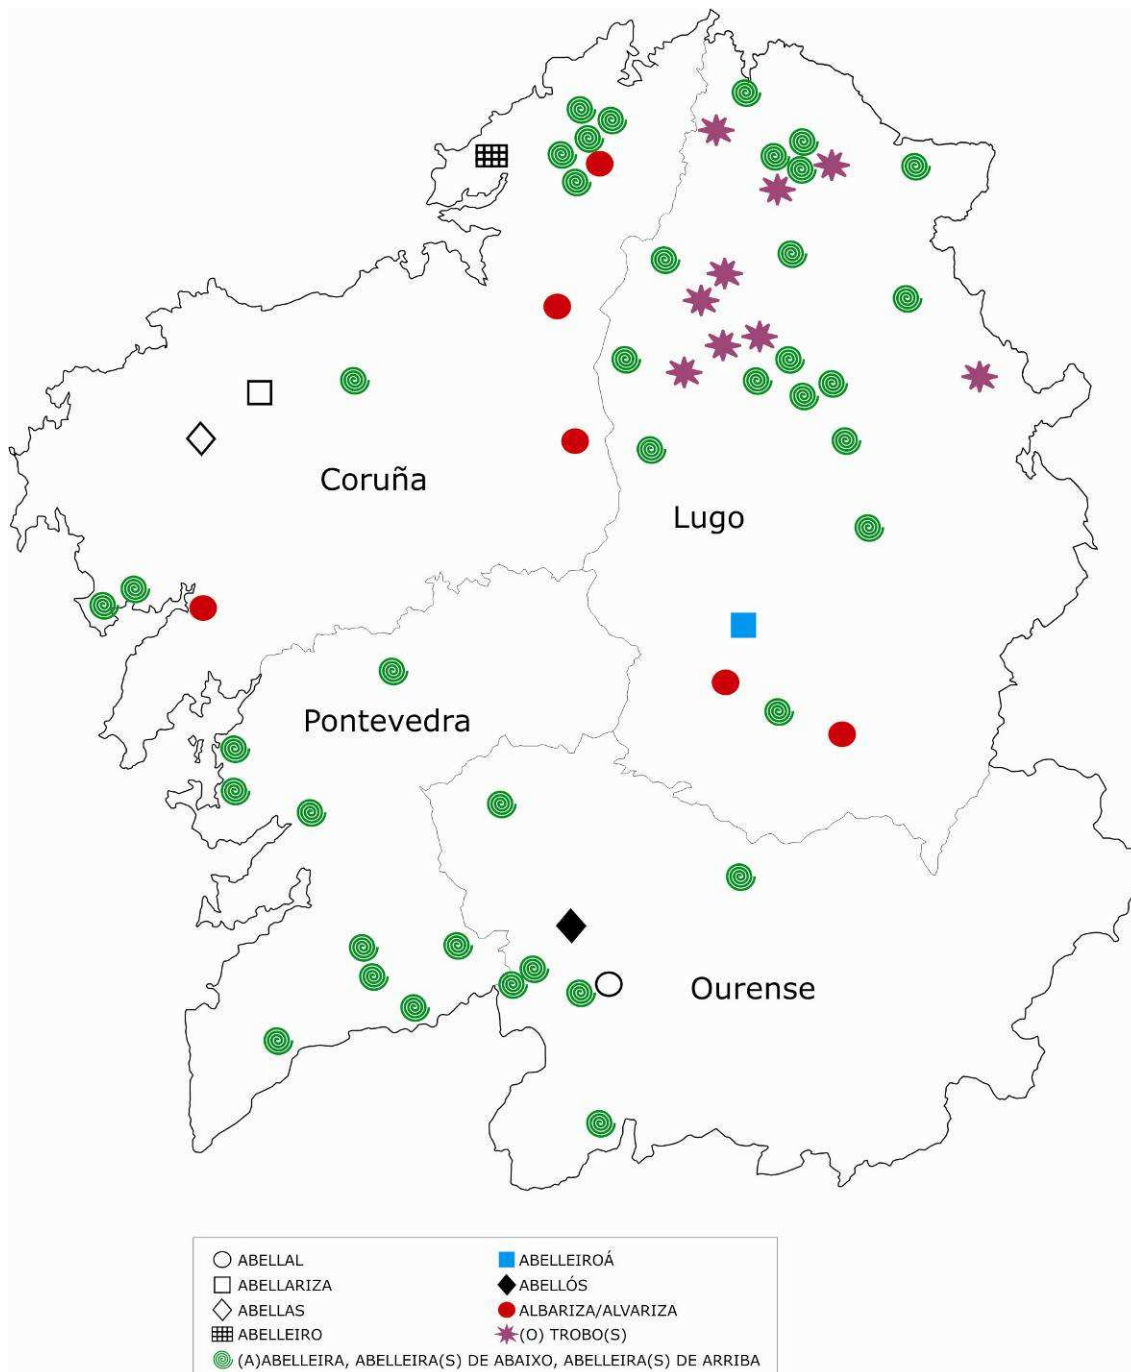 Coruña
Lugo
Pontevedra
Ourense
ABELLAL
ABELLEIROÁ
ABELLARIZA
ABELLÓS
ABELLAS
ALBARIZA/ALVARIZA
ABELLEIRO
(O) TROBO(S)
(A)ABELLEIRA, ABELLEIRA(S) DE ABAIXO, ABELLEIRA(S) DE ARRIBA